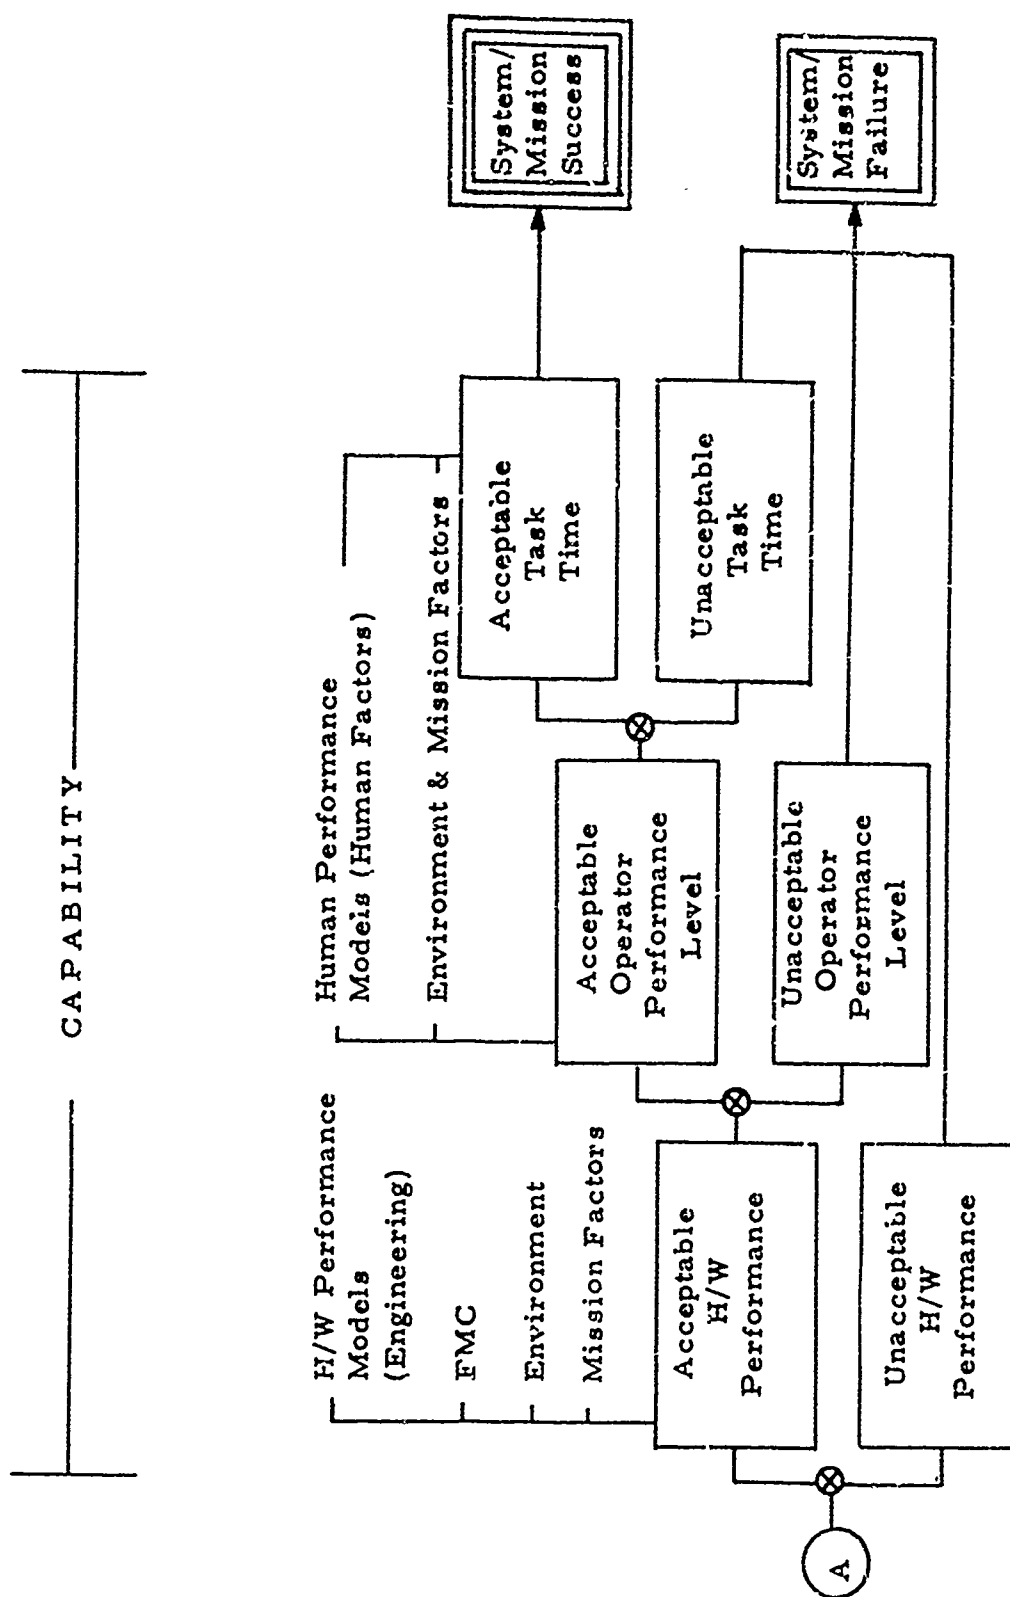 CAPABILITY
H/W Performance
Models
(Engineering)
FMC
Environment
Mission Factors
Human Performance
Models (Human Factors)
Environment & Mission Factors
A
Acceptable
H/W
Performance
Unacceptable
H/W
Performance
Acceptable
Operator
Performance
Level
Unacceptable
Operator
Performance
Level
Acceptable
Task
Time
Unacceptable
Task
Time
System/
Mission
Success
System/
Mission
Failure